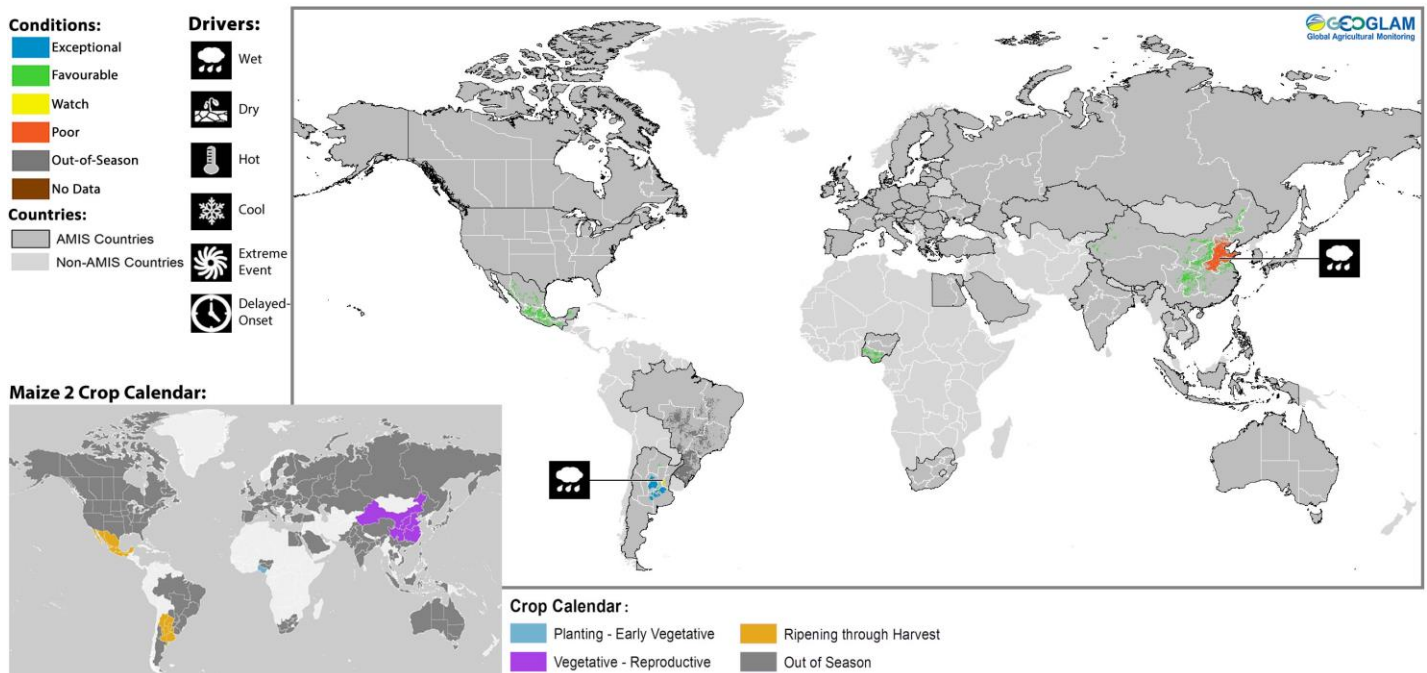 Conditions:
Exceptional
Favourable
Watch
Poor
Out-of-Season
No Data
Countries:
AMIS Countries
Non-AMIS Countries
Drivers:
Wet
Dry
Hot
Cool
Extreme
Event
Delayed-
Onset
GEOGLAM
Global Agricultural Monitoring
Maize 2 Crop Calendar:
Crop Calendar :
Planting - Early Vegetative
Vegetative - Reproductive
Ripening through Harvest
Out of Season